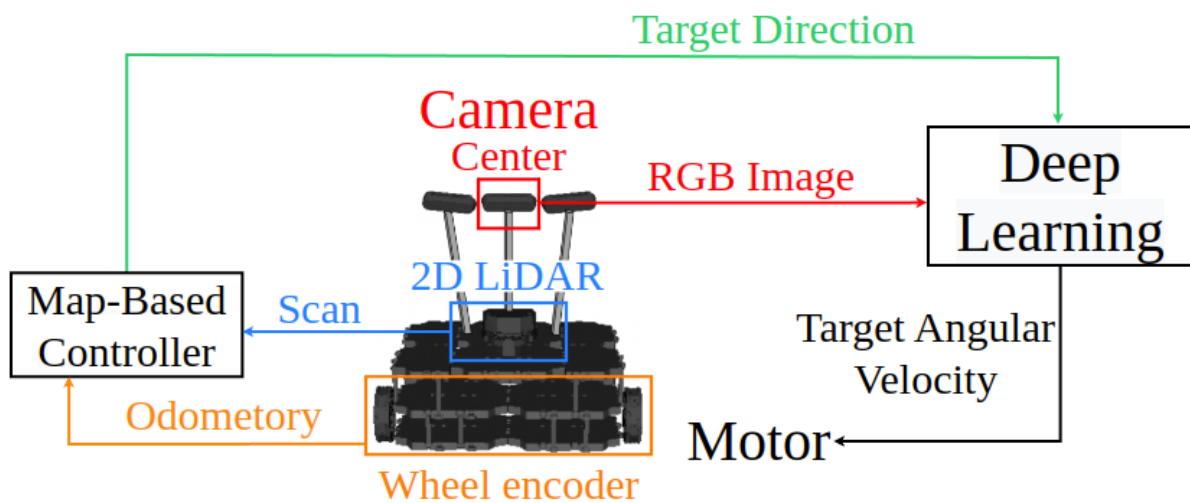 Target Direction
Camera
Center
RGB Image
Deep
Learning
2D LiDAR
Map-Based
Controller
Scan
Target Angular
Velocity
Odometory
Motor
Wheel encoder